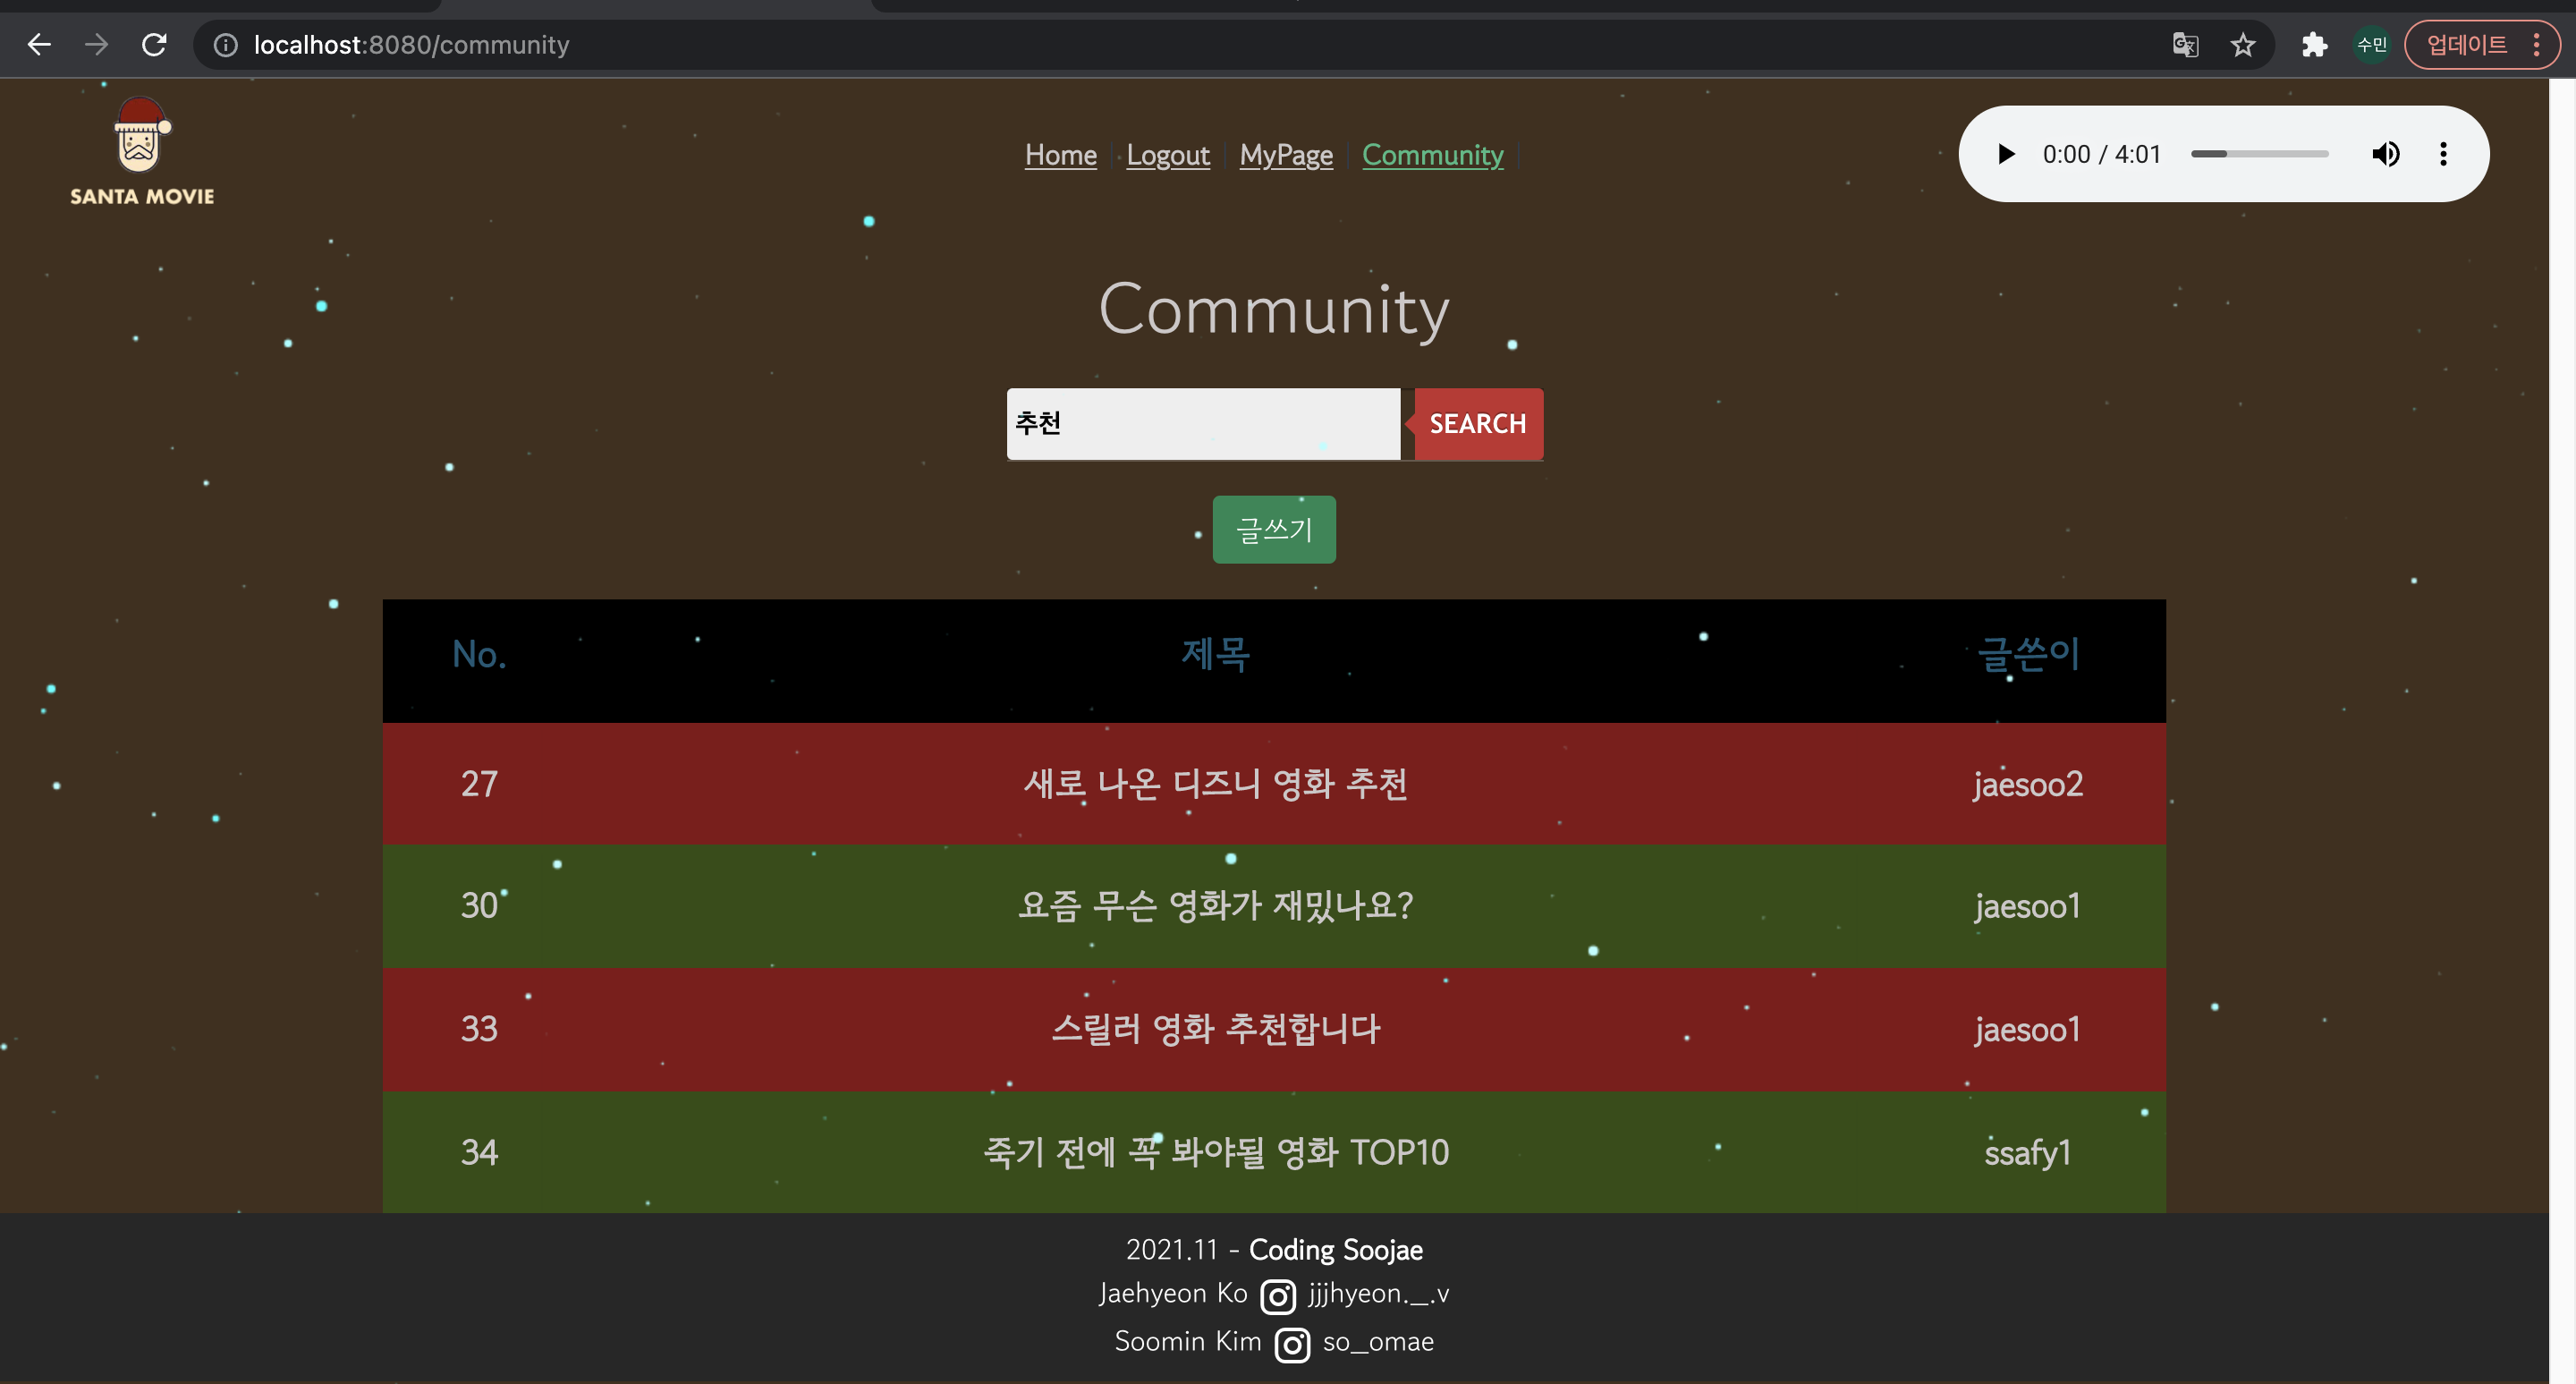 localhost:8080/community
수민
업데이트
SANTA MOVIE
Home
Logout
MyPage
Community
0:00 / 4:01
Community
추천
SEARCH
글쓰기
No. 제목 글쓴이
27 새로 나온 디즈니 영화 추천 jaesoo2
30 요즘 무슨 영화가 재밌나요? jaesoo1
33 스릴러 영화 추천합니다 jaesoo1
34 죽기 전에 꼭 봐야될 영화 TOP10 ssafy1
2021.11 - Coding Soojae
Jaehyeon Ko jjjhyeon._.v
Soomin Kim so_omae